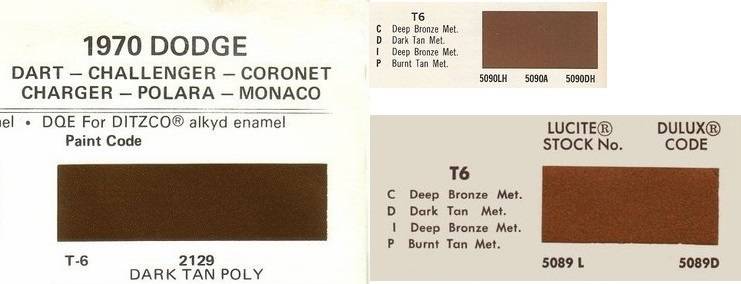 1970 DODGE
DART – CHALLENGER – CORONET
CHARGER – POLARA – MONACO
el • DQE For DITZCO® alkyd enamel
Paint Code
T-6 2129
DARK TAN POLY
T6
C Deep Bronze Met.
D Dark Tan Met.
I Deep Bronze Met.
P Burnt Tan Met.
5090LH 5090A 5090DH
LUCITE® DULUX®
STOCK No. CODE
T6
C Deep Bronze Met.
D Dark Tan Met.
I Deep Bronze Met.
P Burnt Tan Met.
5089 L 5089D